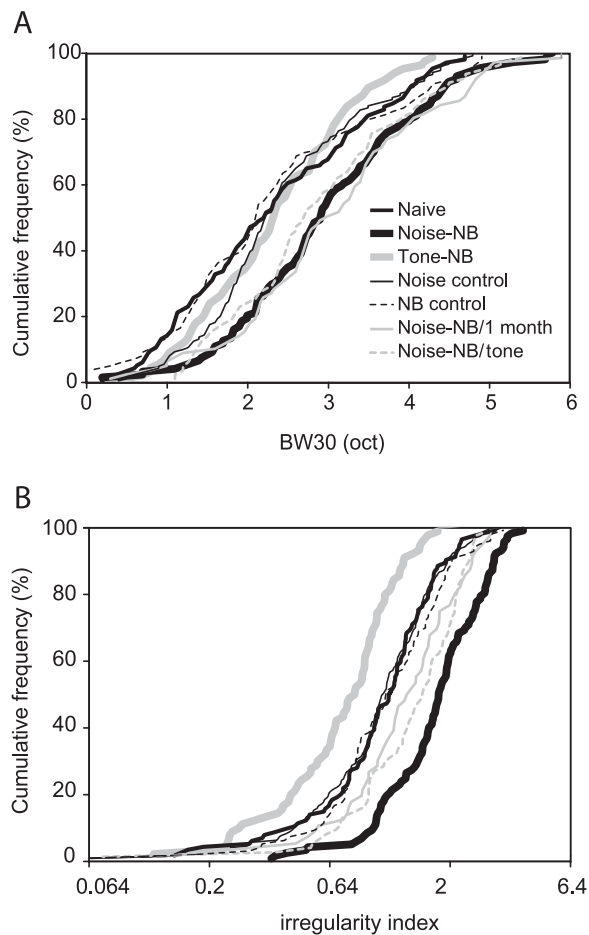 A
Cumulative frequency (%)
100
80
60
40
20
0
Naive
Noise-NB
Tone-NB
Noise control
NB control
Noise-NB/1 month
Noise-NB/tone
0 1 2 3 4 5 6
BW30 (oct)
B
Cumulative frequency (%)
100
80
60
40
20
0
0.064 0.2 0.64 2 6.4
irregularity index